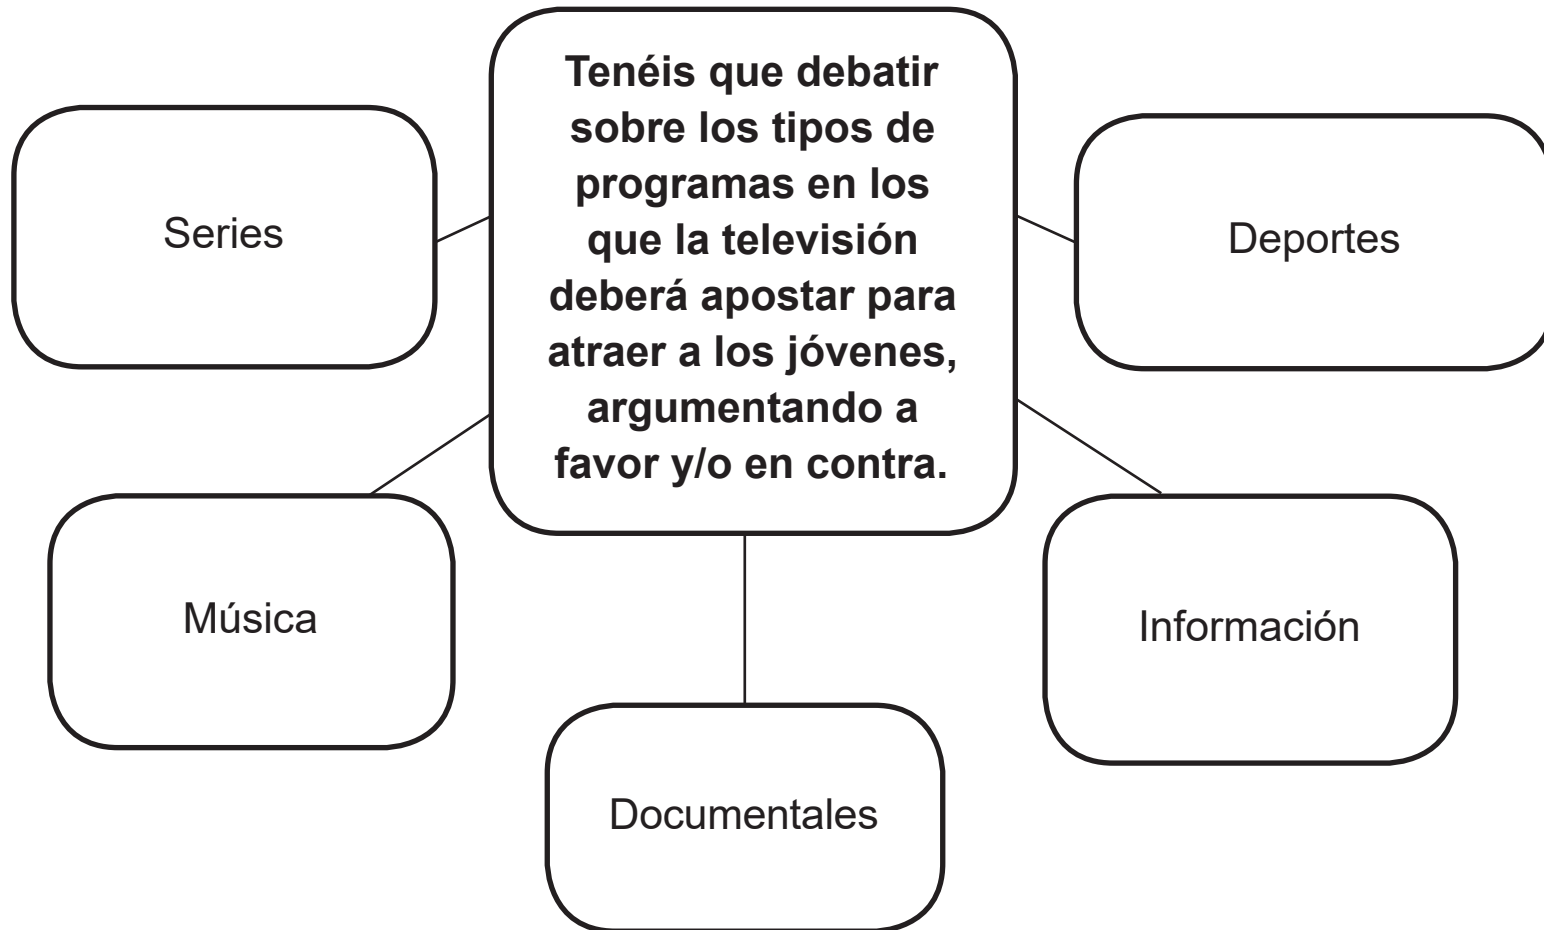 Tenéis que debatir
sobre los tipos de
programas en los
que la televisión
deberá apostar para
atraer a los jóvenes,
argumentando a
favor y/o en contra.
Series
Deportes
Música
Información
Documentales